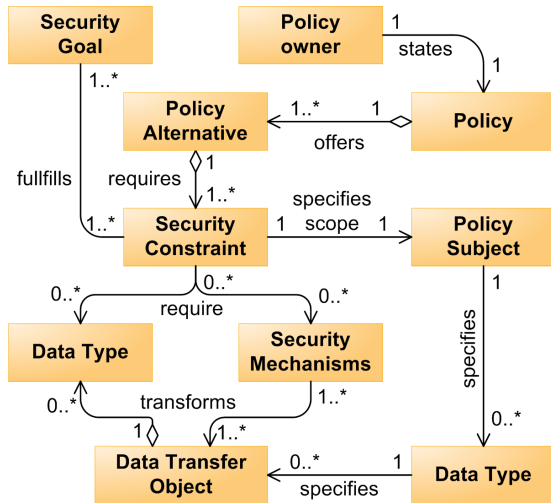 Security
Goal
Policy
owner
1
states
1
1..*
Policy
Alternative
1..*
1
offers
Policy
1
requires
1..*
fullfills
1..*
Security
Constraint
1
specifies
scope
1
Policy
Subject
0..*
0..*
1
0..*
require
0..*
Data Type
Security
Mechanisms
specifies
0..*
transforms
1..*
1
1..*
0..*
Data Transfer
Object
0..*
1
specifies
Data Type